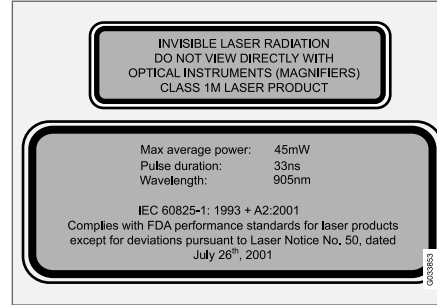 INVISIBLE LASER RADIATION
DO NOT VIEW DIRECTLY WITH
OPTICAL INSTRUMENTS (MAGNIFIERS)
CLASS 1M LASER PRODUCT
Max average power: 45mW
Pulse duration: 33ns
Wavelength: 905nm
IEC 60825-1: 1993 + A2:2001
Complies with FDA performance standards for laser products
except for deviations pursuant to Laser Notice No. 50, dated
July 26th, 2001
G033853